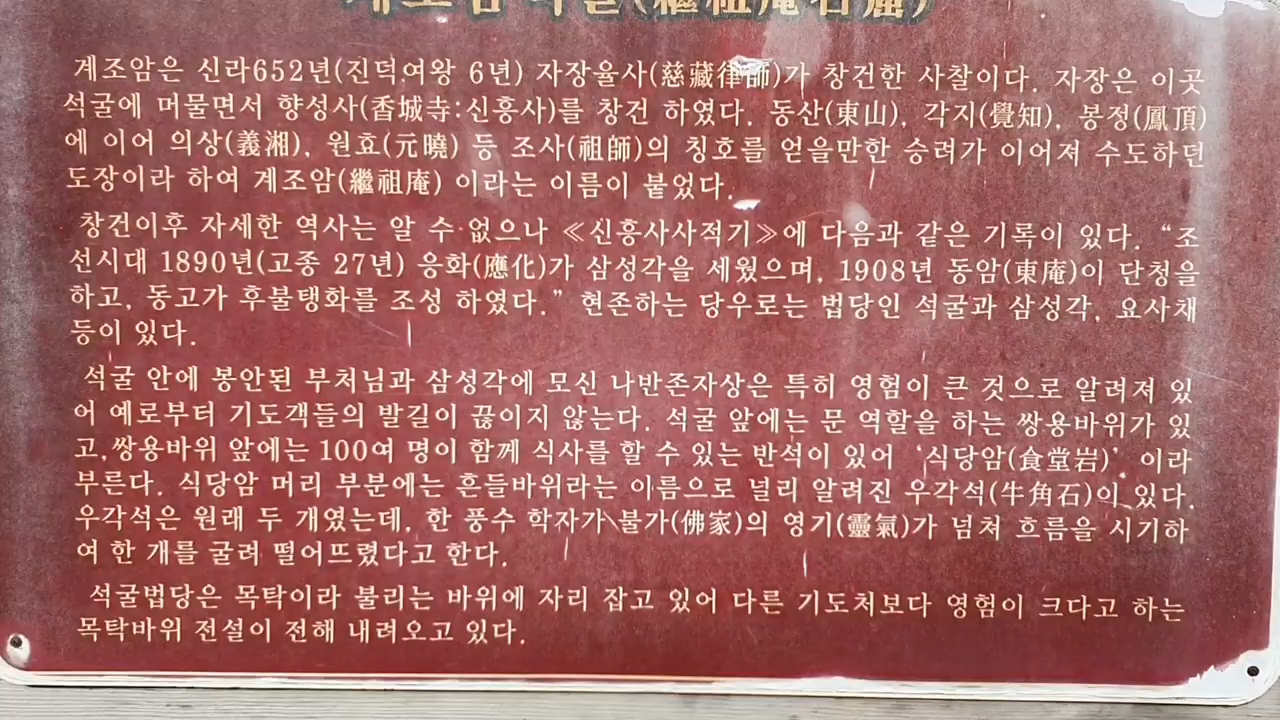 계조암 석굴(繼祖庵石窟)
계조암은 신라652년(진덕여왕 6년) 자장율사(慈藏律師)가 창건한 사찰이다. 자장은 이곳
석굴에 머물면서 향성사(香城寺:신흥사)를 창건 하였다. 동산(東山), 각지(覺知), 봉정(鳳頂)
에 이어 의상(義湘), 원효(元曉) 등 조사(祖師)의 칭호를 얻을만한 승려가 이어져 수도하던
도장이라 하여 계조암(繼祖庵) 이라는 이름이 붙었다.
창건이후 자세한 역사는 알 수 없으나 ≪신흥사사적기≫에 다음과 같은 기록이 있다. “조
선시대 1890년(고종 27년) 응화(應化)가 삼성각을 세웠으며, 1908년 동암(東庵)이 단청을
하고, 동고가 후불탱화를 조성 하였다.” 현존하는 당우로는 법당인 석굴과 삼성각, 요사채
등이 있다.
석굴 안에 봉안된 부처님과 삼성각에 모신 나반존자상은 특히 영험이 큰 것으로 알려져 있
어 예로부터 기도객들의 발길이 끊이지 않는다. 석굴 앞에는 문 역할을 하는 쌍용바위가 있
고,쌍용바위 앞에는 100여 명이 함께 식사를 할 수 있는 반석이 있어 ‘식당암(食堂岩)’ 이라
부른다. 식당암 머리 부분에는 흔들바위라는 이름으로 널리 알려진 우각석(牛角石)이 있다.
우각석은 원래 두 개였는데, 한 풍수 학자가 불가(佛家)의 영기(靈氣)가 넘쳐 흐름을 시기하
여 한 개를 굴려 떨어뜨렸다고 한다.
석굴법당은 목탁이라 불리는 바위에 자리 잡고 있어 다른 기도처보다 영험이 크다고 하는
목탁바위 전설이 전해 내려오고 있다.